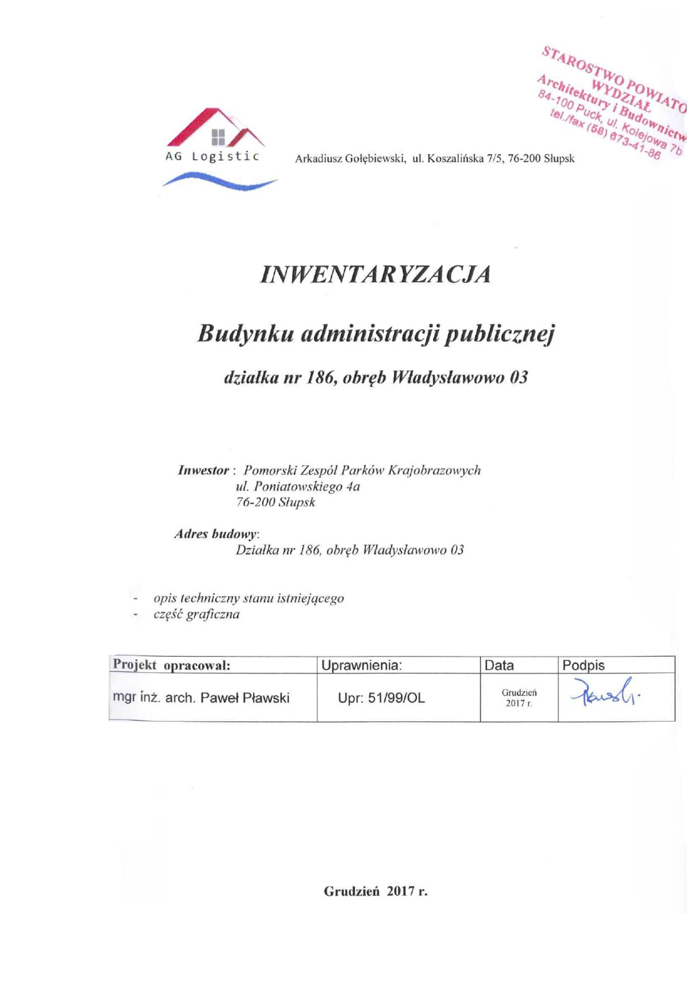 STAROSTWO POWIATO
WYDZIAŁ
Architektury i Budownictw
84-100 Puck, ul. Kolejowa 7b
tel./fax (58) 673-41-86
AG Logistic
Arkadiusz Gołębiewski, ul. Koszalińska 7/5, 76-200 Słupsk
INWENTARYZACJA
Budynku administracji publicznej
działka nr 186, obręb Władysławowo 03
Inwestor : Pomorski Zespół Parków Krajobrazowych
ul. Poniatowskiego 4a
76-200 Słupsk
Adres budowy:
Działka nr 186, obręb Władysławowo 03
- opis techniczny stanu istniejącego
- część graficzna
Projekt opracował: Uprawnienia: Data Podpis
mgr inż. arch. Paweł Pławski Upr: 51/99/OL Grudzień
2017 r.
Grudzień 2017 r.